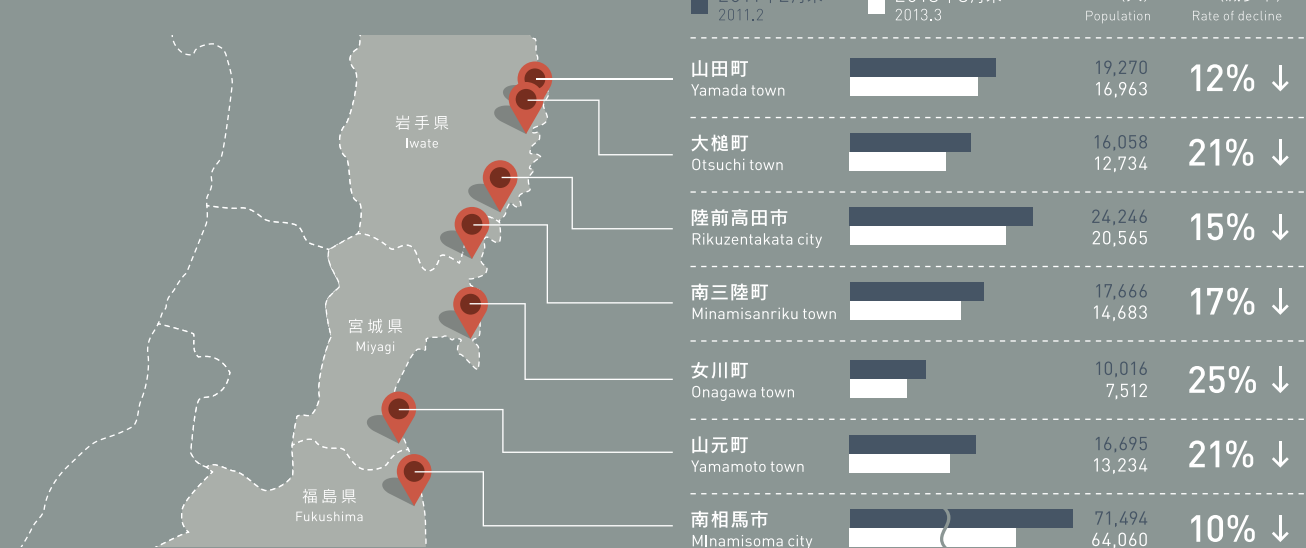 2011.2
2013.3
Population
Rate of decline
岩手県
Iwate
宮城県
Miyagi
福島県
Fukushima
山田町
Yamada town
19,270
16,963
12% ↓
大槌町
Otsuchi town
16,058
12,734
21% ↓
陸前高田市
Rikuzentakata city
24,246
20,565
15% ↓
南三陸町
Minamisanriku town
17,666
14,683
17% ↓
女川町
Onagawa town
10,016
7,512
25% ↓
山元町
Yamamoto town
16,695
13,234
21% ↓
南相馬市
MInamisoma city
71,494
64,060
10% ↓